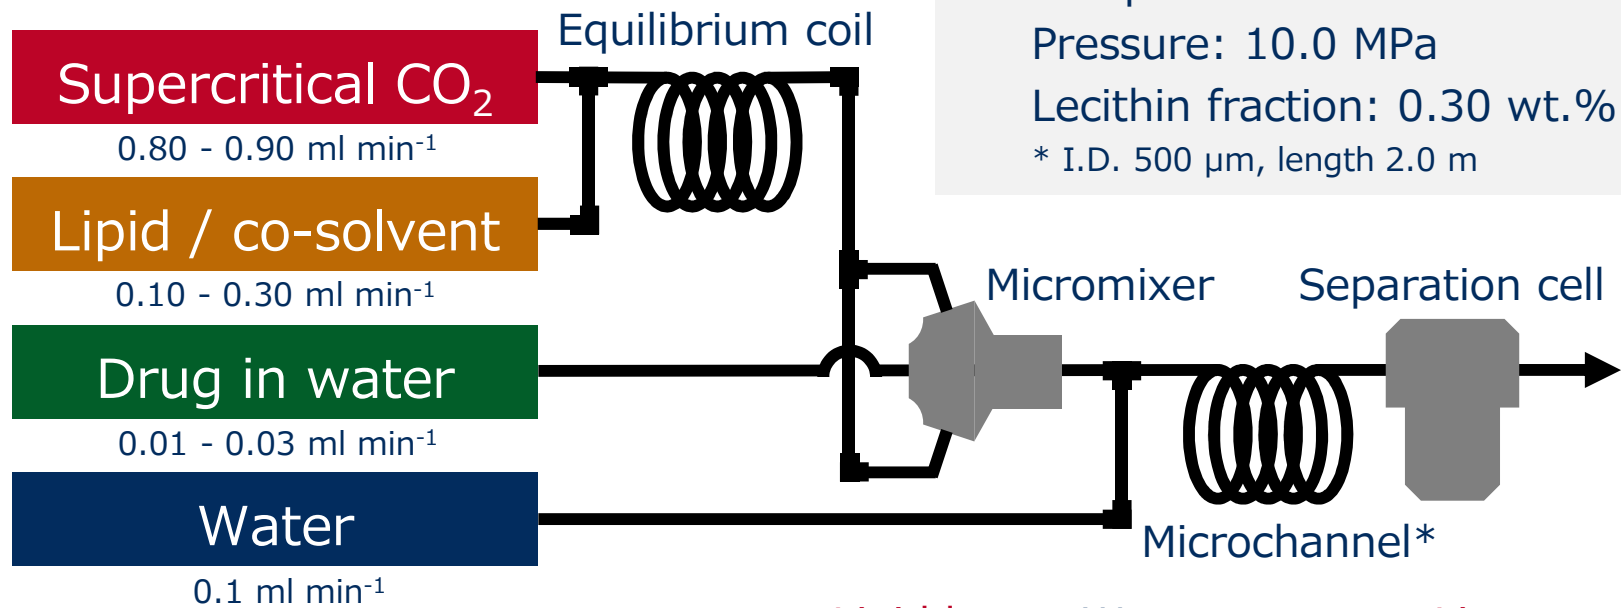 Equilibrium coil
Supercritical CO₂
0.80 - 0.90 ml min⁻¹
Lipid / co-solvent
0.10 - 0.30 ml min⁻¹
Drug in water
0.01 - 0.03 ml min⁻¹
Water
0.1 ml min⁻¹
Pressure: 10.0 MPa
Lecithin fraction: 0.30 wt.%
* I.D. 500 μm, length 2.0 m
Micromixer
Separation cell
Microchannel*